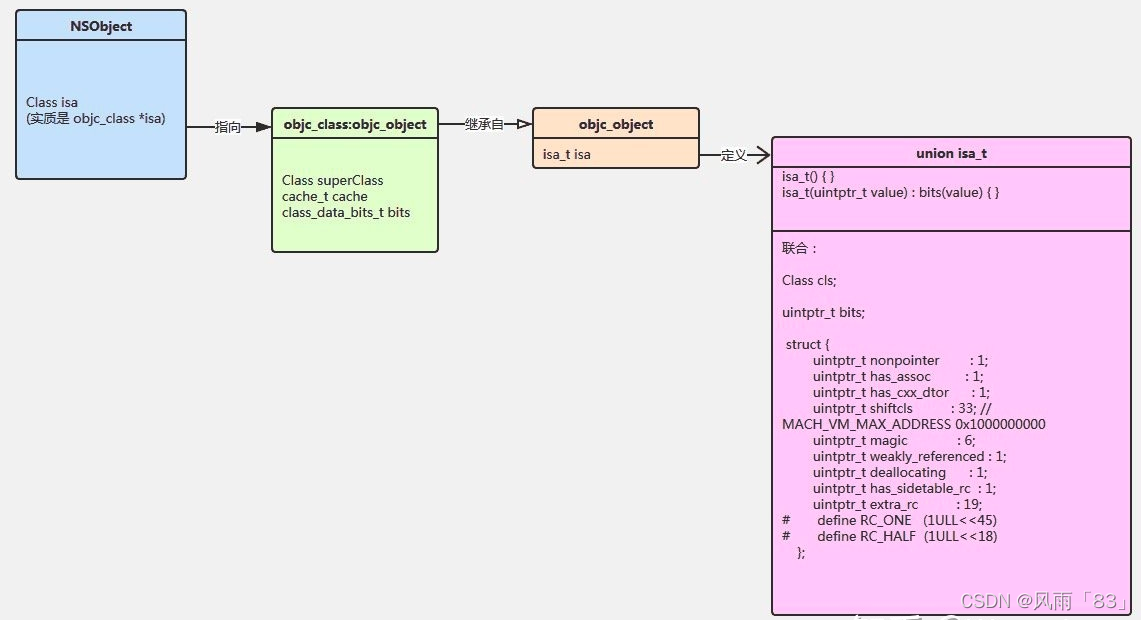 NSObject
Class isa
(实质是 objc_class *isa)
指向
objc_class:objc_object
Class superClass
cache_t cache
class_data_bits_t bits
继承自
objc_object
isa_t isa
定义
union isa_t
isa_t() { }
isa_t(uintptr_t value) : bits(value) { }
联合：
Class cls;
uintptr_t bits;
struct {
uintptr_t nonpointer : 1;
uintptr_t has_assoc : 1;
uintptr_t has_cxx_dtor : 1;
uintptr_t shiftcls : 33; //
MACH_VM_MAX_ADDRESS 0x1000000000
uintptr_t magic : 6;
uintptr_t weakly_referenced : 1;
uintptr_t deallocating : 1;
uintptr_t has_sidetable_rc : 1;
uintptr_t extra_rc : 19;
# define RC_ONE (1ULL<<45)
# define RC_HALF (1ULL<<18)
};
CSDN @风雨「83」